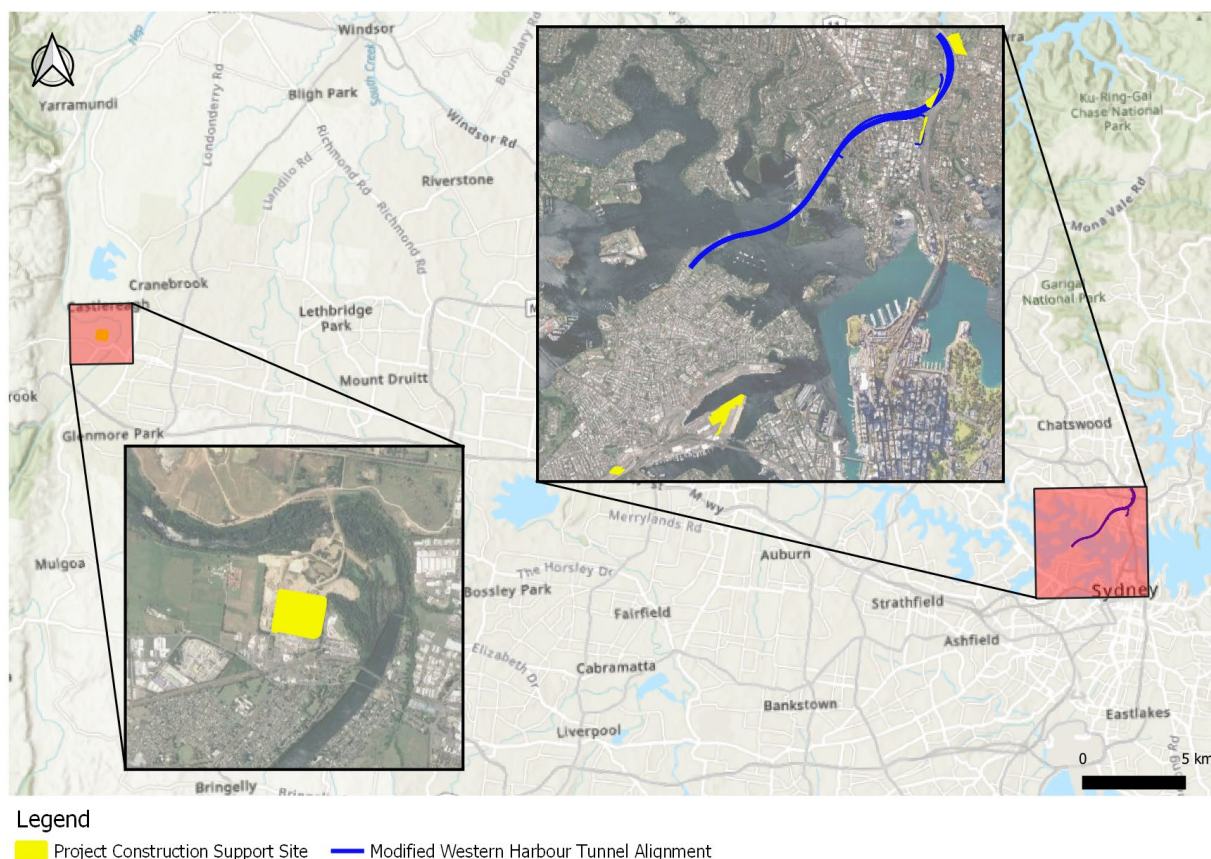 Windsor
Hep
Boundary Rd
South Creek
Londonderry Rd
Bligh Park
Yarramundi
Windsor Rd
Ku-Ring-Gai
Chase National
Park
Richmond Rd
Llandilo Rd
Riverstone
Richmond Rd
Mona Vale Rd
Cranebrook
Castlereagh
Lethbridge
Park
M
Garigal
National Park
Mount Druitt
rook
Chatswood
Glenmore Park
M-wy
Merrylands Rd
Auburn
Mulgoa
The Horsley Dr
Bossley Park
Fairfield
Strathfield
Sydney
Ashfield
Elizabeth Dr
Cabramatta
Bankstown
Eastlakes
Liverpool
0 5 km
Bringelly
Legend
Project Construction Support Site
Modified Western Harbour Tunnel Alignment